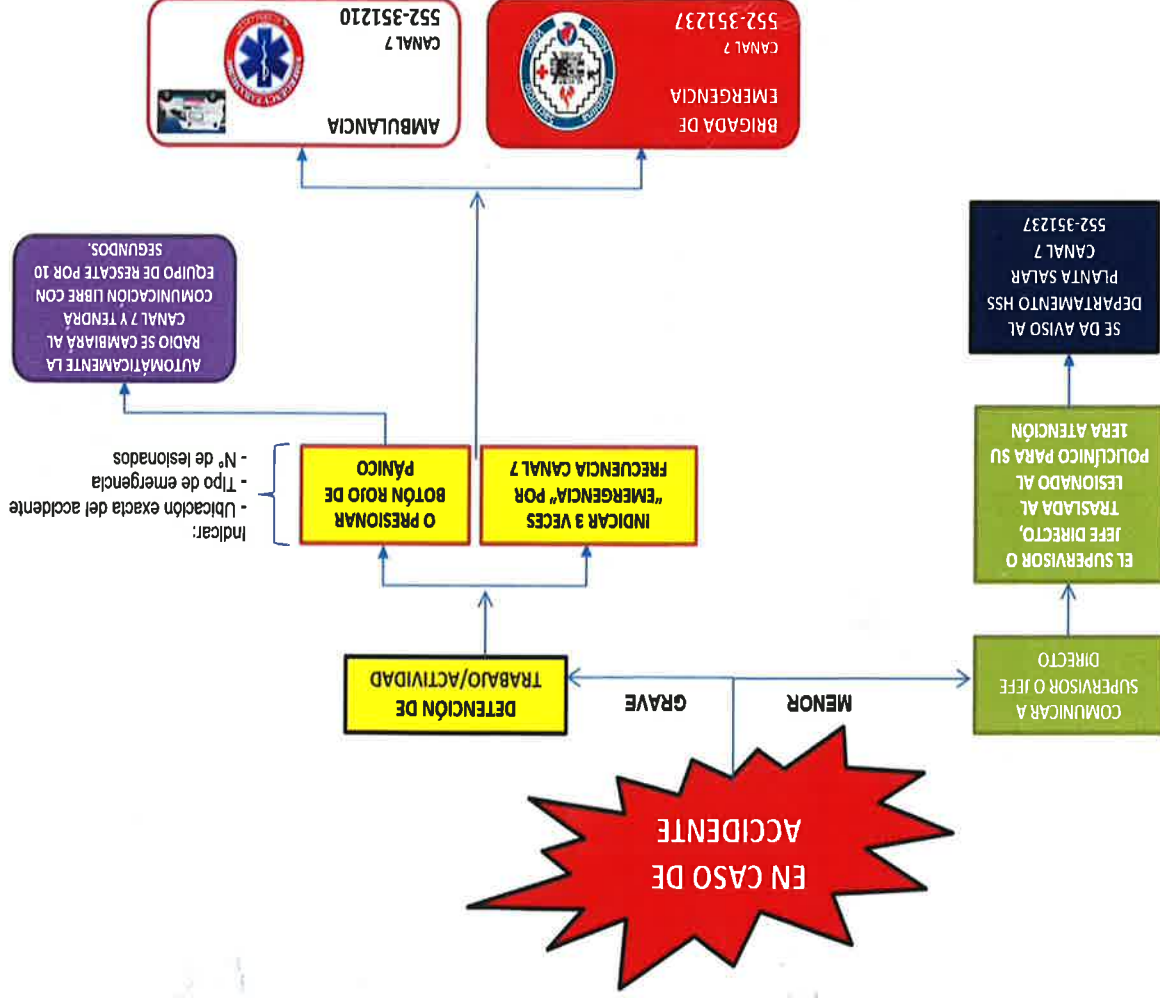 EN CASO DE
ACCIDENTE
MENOR
GRAVE
COMUNICAR A
SUPERVISOR O JEFE
DIRECTO
EL SUPERVISOR O
JEFE DIRECTO,
TRASLADA AL
LESIONADO AL
POLICLÍNICO PARA SU
1ERA ATENCIÓN
SE DA AVISO AL
DEPARTAMENTO HSS
PLANTA SALAR
CANAL 7
552-351237
DETENCIÓN DE
TRABAJO/ACTIVIDAD
INDICAR 3 VECES
"EMERGENCIA" POR
FRECUENCIA CANAL 7
O PRESIONAR
BOTÓN ROJO DE
PÁNICO
Indicar:
- Ubicación exacta del accidente
- Tipo de emergencia
- N° de lesionados
AUTOMÁTICAMENTE LA
RADIO SE CAMBIARÁ AL
CANAL 7 Y TENDRÁ
COMUNICACIÓN LIBRE CON
EQUIPO DE RESCATE POR 10
SEGUNDOS.
BRIGADA DE
EMERGENCIA
CANAL 7
552-351237
AMBULANCIA
CANAL 7
552-351210